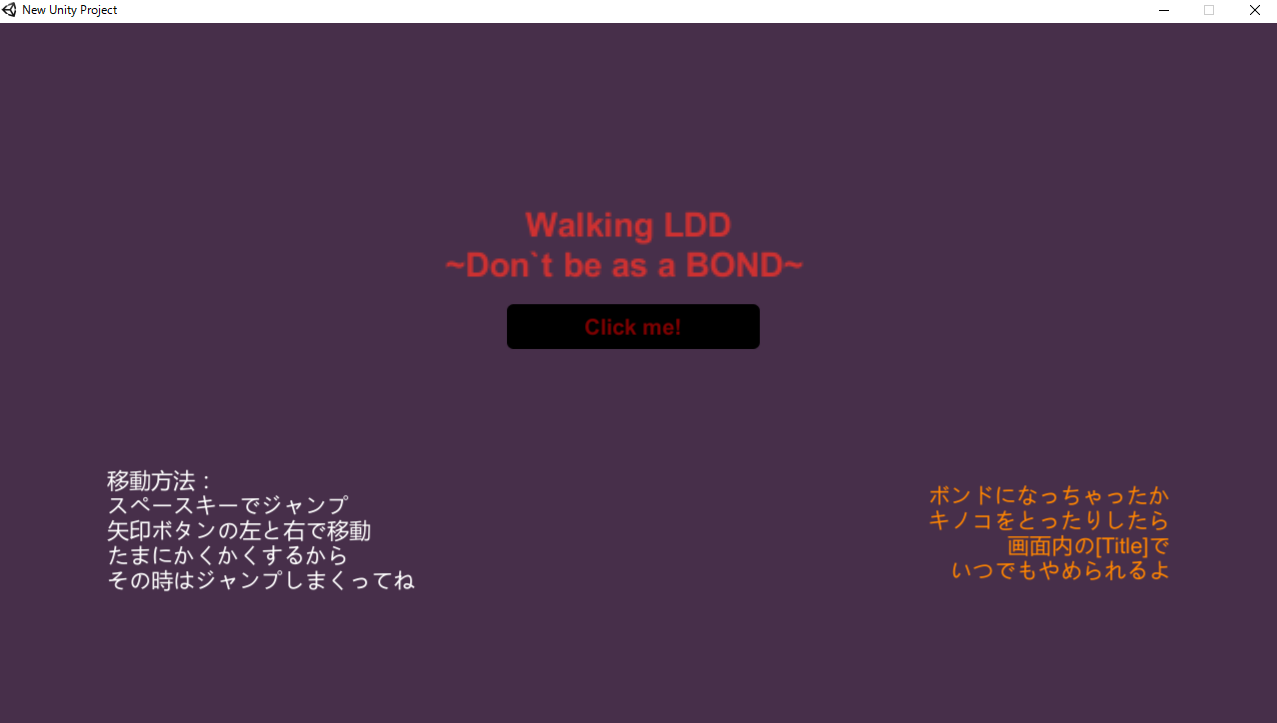 New Unity Project
Walking LDD
~Don`t be as a BOND~
Click me!
移動方法：
スペースキーでジャンプ
矢印ボタンの左と右で移動
たまにかくかくするから
その時はジャンプしまくってね
ボンドになっちゃったか
キノコをとったりしたら
画面内の[Title]で
いつでもやめられるよ